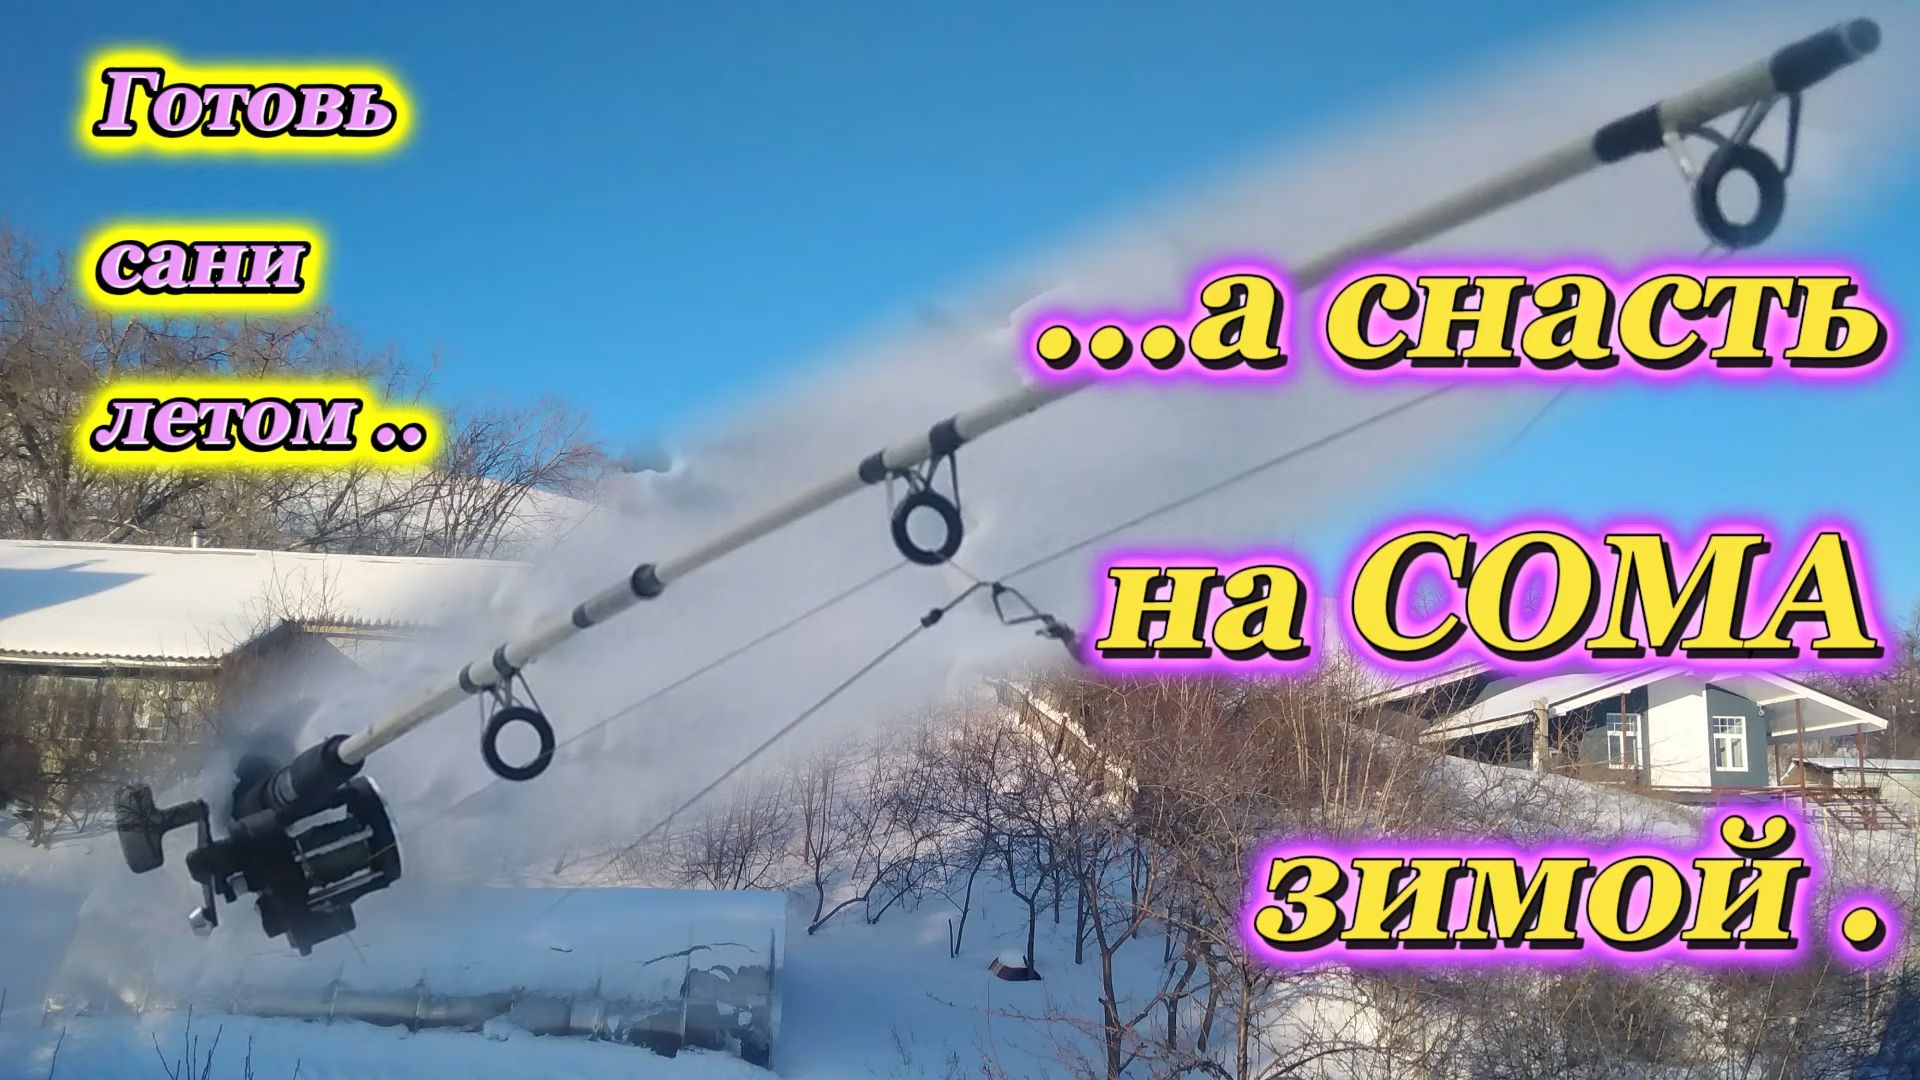 Готовь
сани
летом ..
...а снасть
на СОМА
зимой .